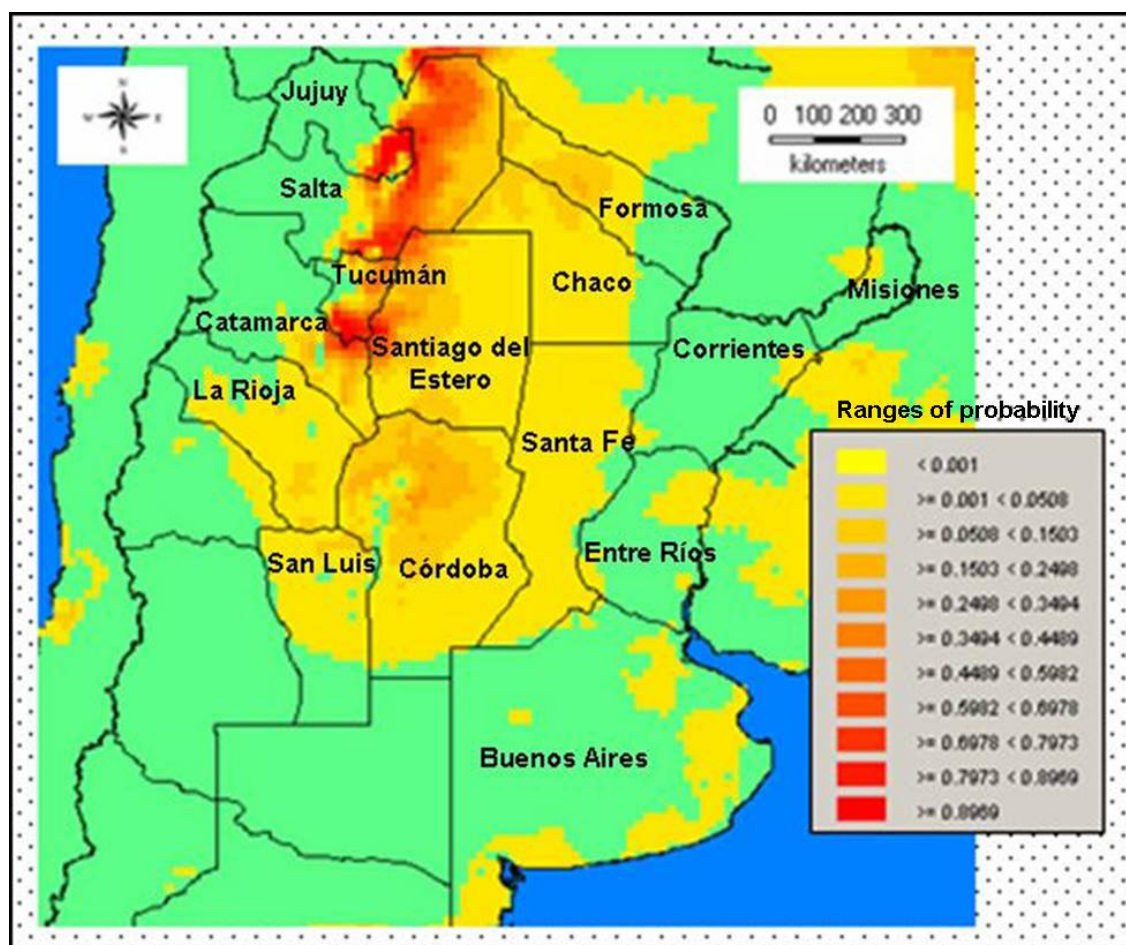 N
W E
S
Jujuy
0 100 200 300
kilometers
Salta
Formosa
Tucumán
Chaco
Misiones
Catamarca
Santiago del
Estero
Corrientes
La Rioja
Ranges of probability
Santa Fe
< 0.001
>= 0.001 < 0.0508
>= 0.0508 < 0.1503
>= 0.1503 < 0.2498
>= 0.2498 < 0.3494
>= 0.3494 < 0.4489
>= 0.4489 < 0.5982
>= 0.5982 < 0.6978
>= 0.6978 < 0.7973
>= 0.7973 < 0.8969
>= 0.8969
San Luis
Córdoba
Entre Ríos
Buenos Aires